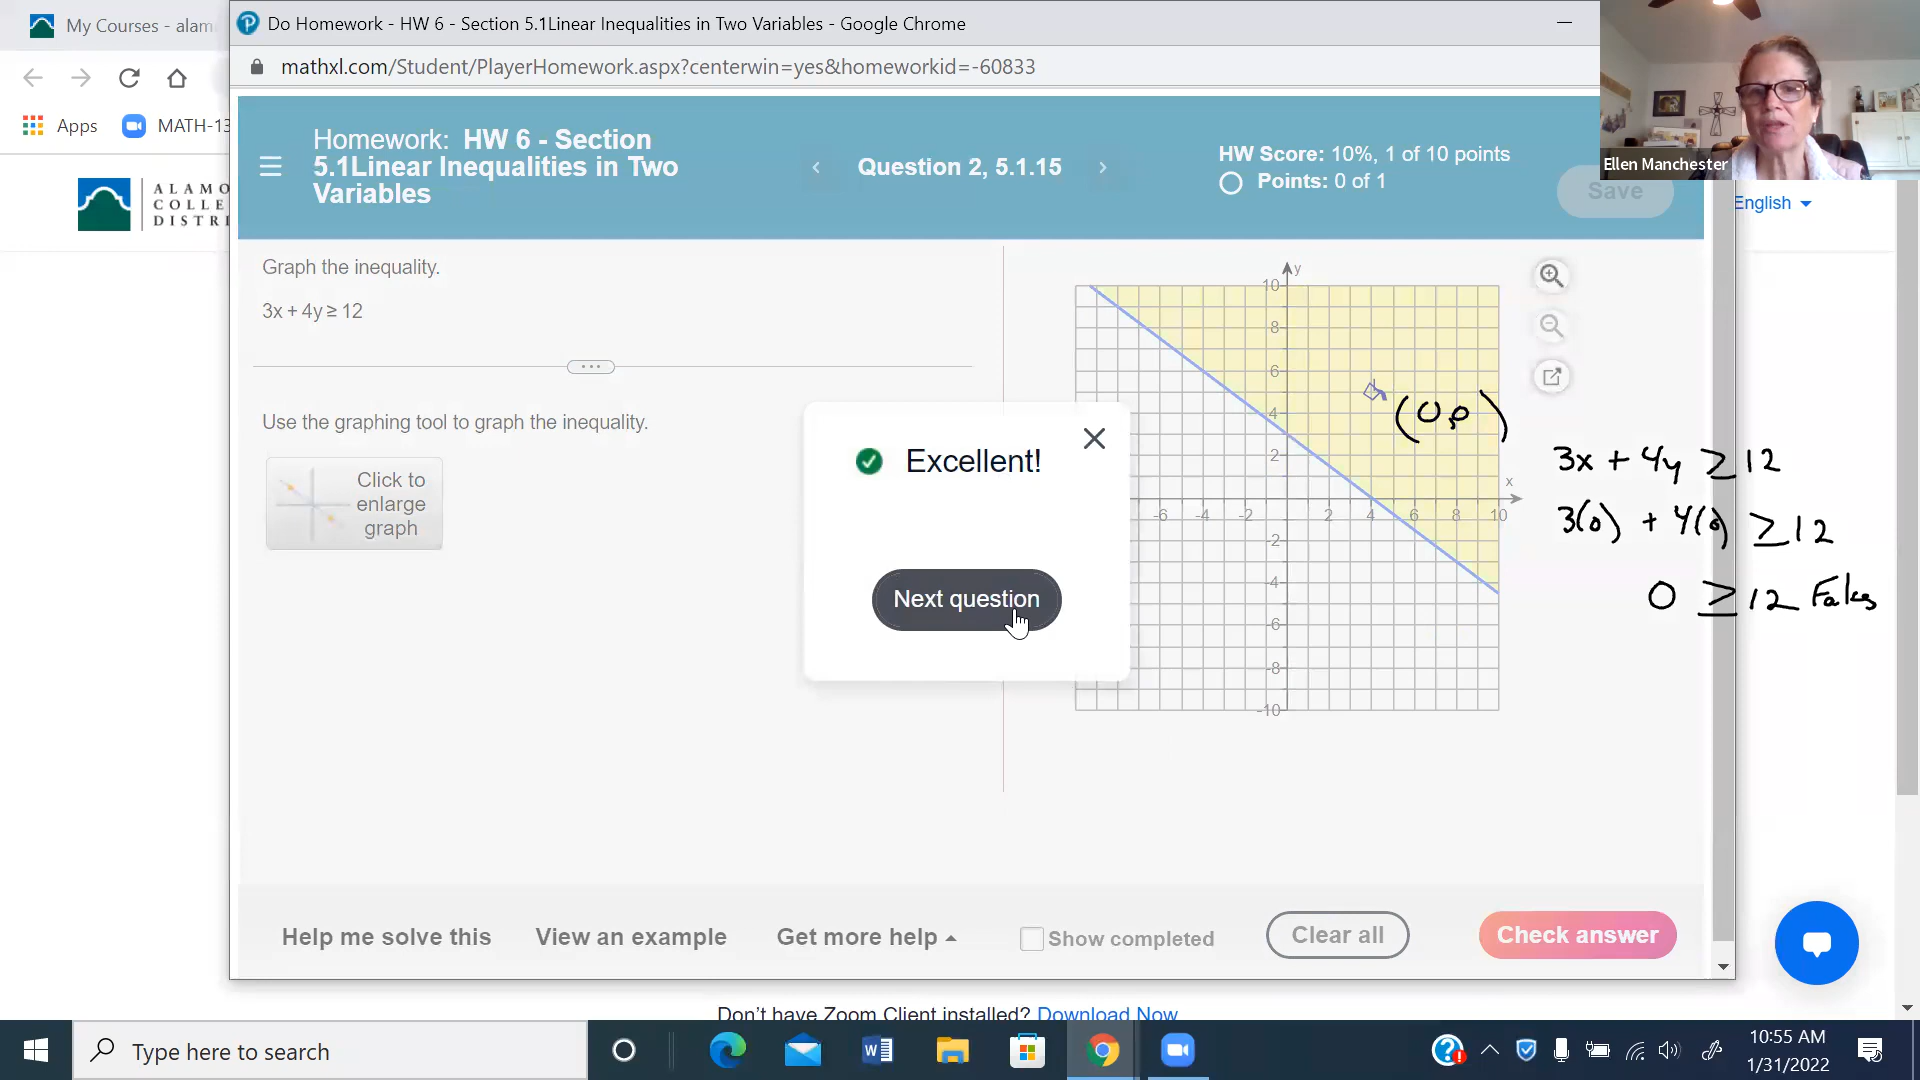 My Courses - alam
Do Homework - HW 6 - Section 5.1Linear Inequalities in Two Variables - Google Chrome
mathxl.com/Student/PlayerHomework.aspx?centerwin=yes&homeworkid=-60833
Apps
MATH-13
Homework: HW 6 - Section
5.1Linear Inequalities in Two
Variables
Question 2, 5.1.15
HW Score: 10%, 1 of 10 points
Points: 0 of 1
Save
Ellen Manchester
English
ALAMO
COLLE
DISTRI
Graph the inequality.
3x + 4y ≥ 12
Use the graphing tool to graph the inequality.
Click to
enlarge
graph
Excellent!
Next question
y
10
8
6
4
2
x
-6 -4 -2 2 4 6 8 10
-2
-4
-6
-8
-10
(0,0)
3x + 4y ≥ 12
3(0) + 4(0) ≥ 12
0 ≥ 12 Fales
Help me solve this
View an example
Get more help
Show completed
Clear all
Check answer
Don't have Zoom Client installed? Download Now
Type here to search
10:55 AM
1/31/2022